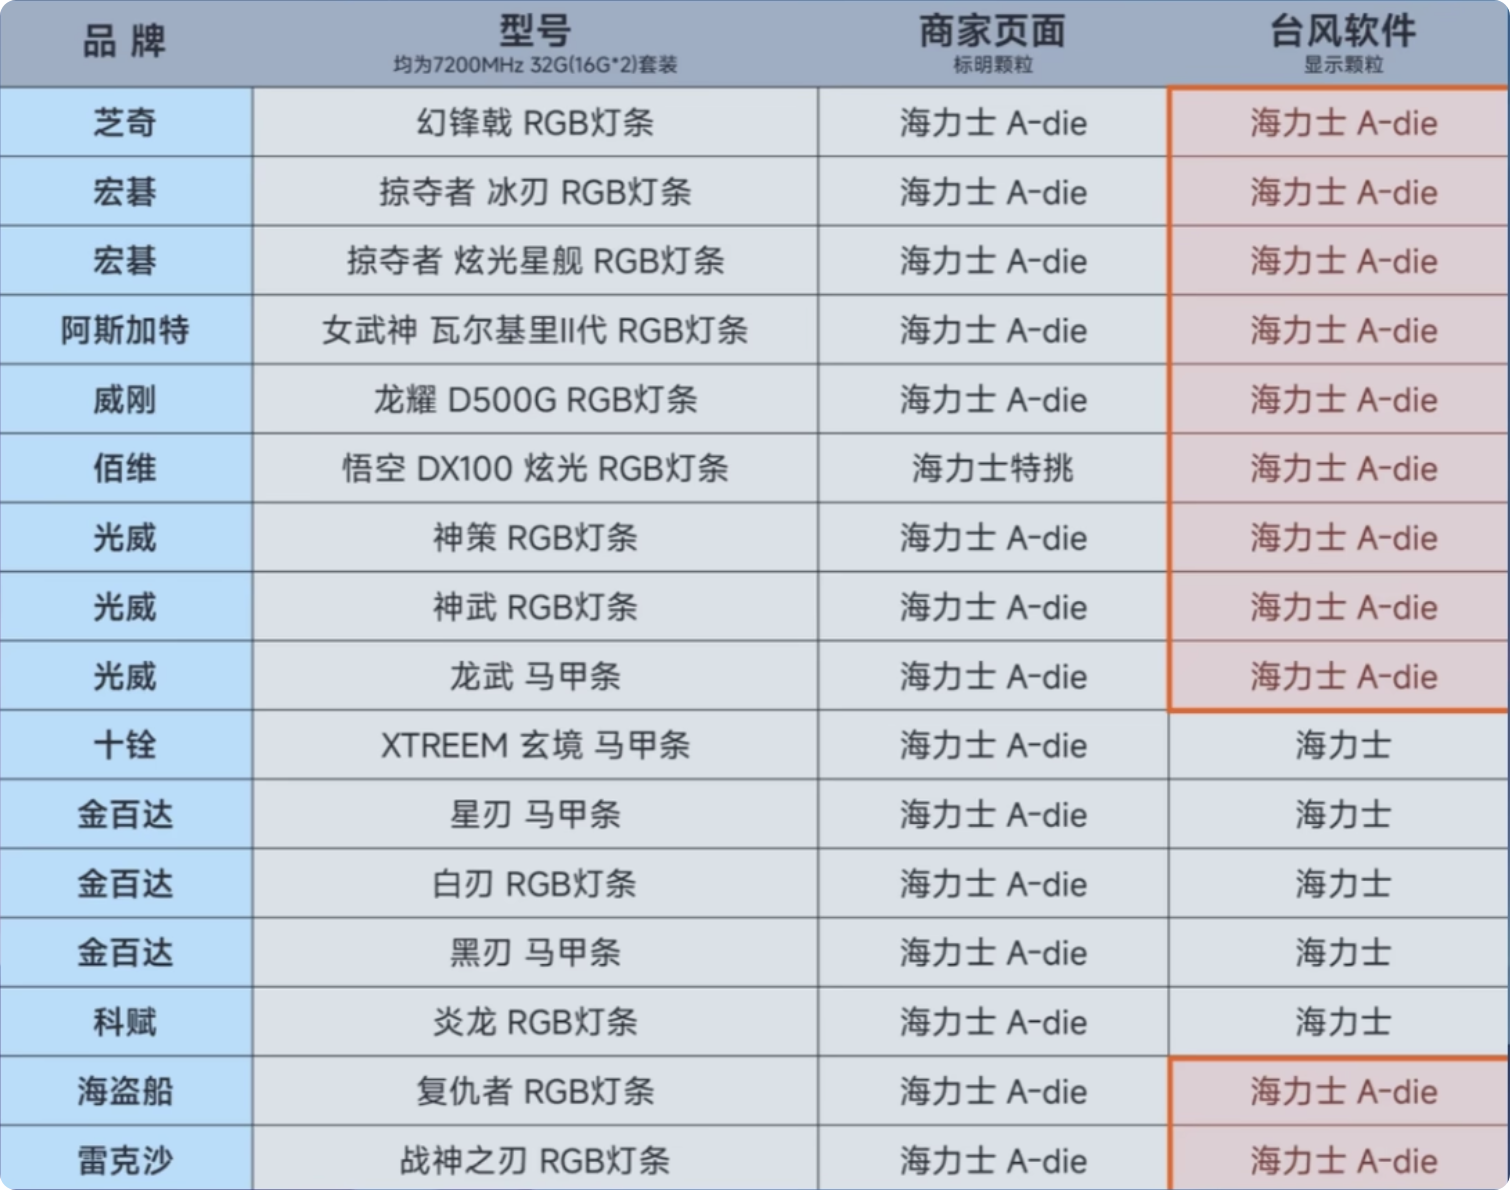 品 牌 型号 商家页面 台风软件
均为7200MHz 32G(16G*2)套装 标明颗粒 显示颗粒
芝奇 幻锋戟 RGB灯条 海力士 A-die 海力士 A-die
宏碁 掠夺者 冰刃 RGB灯条 海力士 A-die 海力士 A-die
宏碁 掠夺者 炫光星舰 RGB灯条 海力士 A-die 海力士 A-die
阿斯加特 女武神 瓦尔基里II代 RGB灯条 海力士 A-die 海力士 A-die
威刚 龙耀 D500G RGB灯条 海力士 A-die 海力士 A-die
佰维 悟空 DX100 炫光 RGB灯条 海力士特挑 海力士 A-die
光威 神策 RGB灯条 海力士 A-die 海力士 A-die
光威 神武 RGB灯条 海力士 A-die 海力士 A-die
光威 龙武 马甲条 海力士 A-die 海力士 A-die
十铨 XTREEM 玄境 马甲条 海力士 A-die 海力士
金百达 星刃 马甲条 海力士 A-die 海力士
金百达 白刃 RGB灯条 海力士 A-die 海力士
金百达 黑刃 马甲条 海力士 A-die 海力士
科赋 炎龙 RGB灯条 海力士 A-die 海力士
海盗船 复仇者 RGB灯条 海力士 A-die 海力士 A-die
雷克沙 战神之刃 RGB灯条 海力士 A-die 海力士 A-die